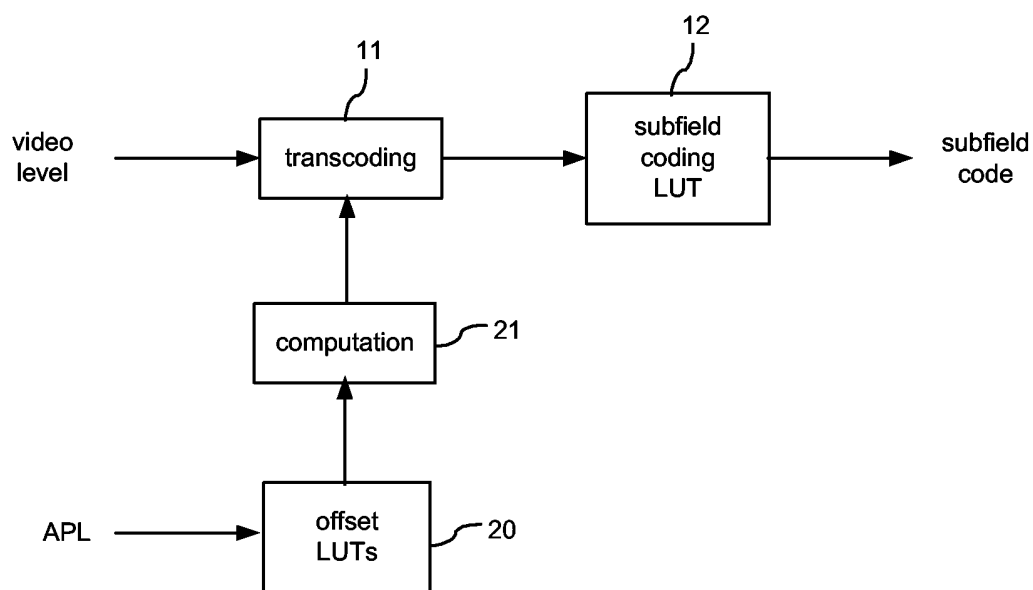 11
12
video
level
transcoding
subfield
coding
LUT
subfield
code
computation
21
APL
offset
LUTs
20